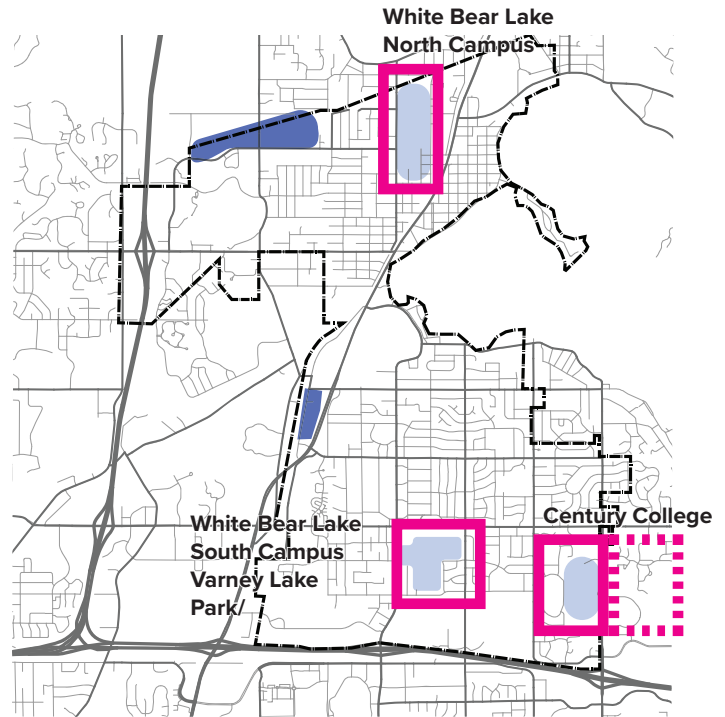 White Bear Lake
North Campus
White Bear Lake
South Campus
Varney Lake
Park/
Century College